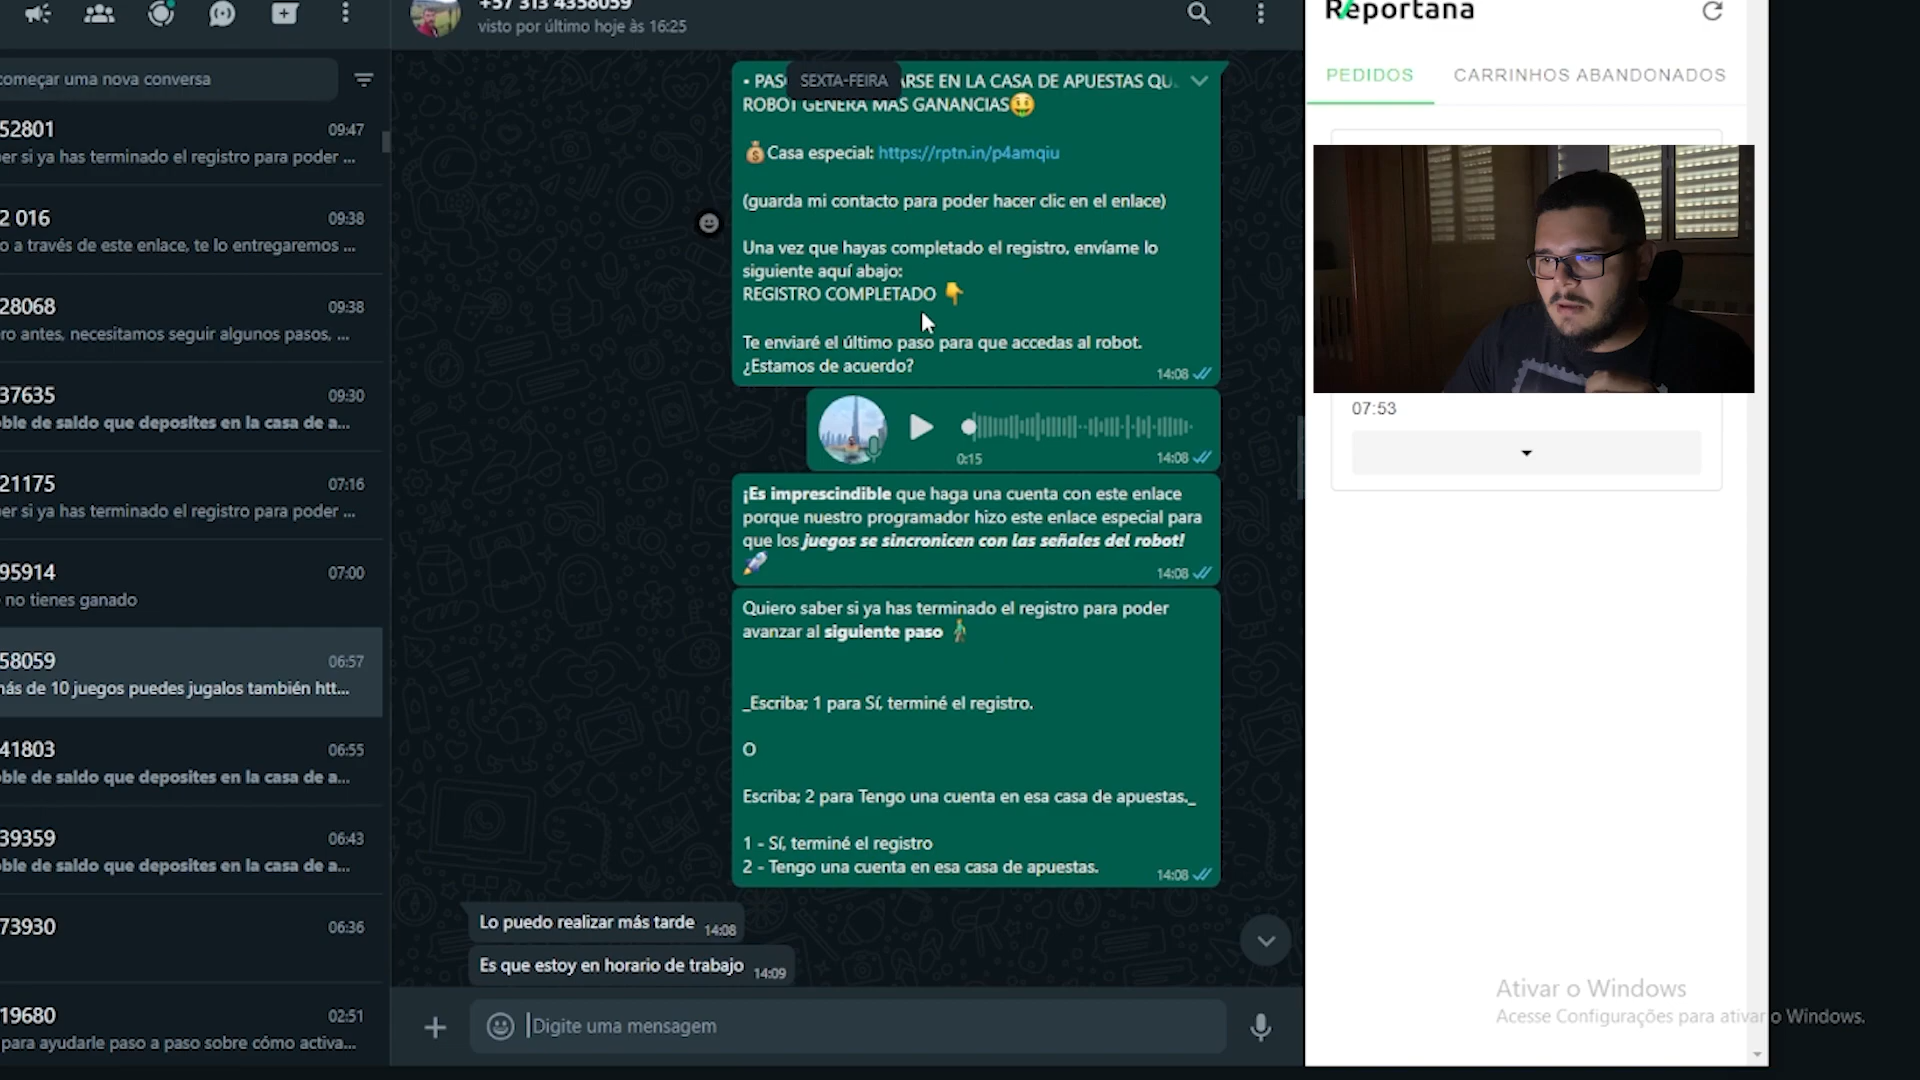 +57 313 4358059
visto por último hoje às 16:25
começar uma nova conversa
52801 09:47
er si ya has terminado el registro para poder ...
2 016 09:38
o a través de este enlace, te lo entregaremos ...
28068 09:38
ro antes, necesitamos seguir algunos pasos, ...
37635 09:30
ble de saldo que deposites en la casa de a...
21175 07:16
er si ya has terminado el registro para poder ...
95914 07:00
no tienes ganado
58059 06:57
más de 10 juegos puedes jugalos también htt...
41803 06:55
oble de saldo que deposites en la casa de a...
39359 06:43
oble de saldo que deposites en la casa de a...
73930 06:36
19680 02:51
para ayudarle paso a paso sobre cómo activa...
SEXTA-FEIRA
• PAS ARSE EN LA CASA DE APUESTAS QU
ROBOT GENERA MÁS GANANCIAS🤑
💰Casa especial: https://rptn.in/p4amqiu
(guarda mi contacto para poder hacer clic en el enlace)
Una vez que hayas completado el registro, envíame lo
siguiente aquí abajo:
REGISTRO COMPLETADO 👇
Te enviaré el último paso para que accedas al robot.
¿Estamos de acuerdo?
14:08
0:15 14:08
¡Es imprescindible que haga una cuenta con este enlace
porque nuestro programador hizo este enlace especial para
que los juegos se sincronicen con las señales del robot!
🚀
14:08
Quiero saber si ya has terminado el registro para poder
avanzar al siguiente paso 🚶
_Escriba; 1 para Sí, terminé el registro.
O
Escriba; 2 para Tengo una cuenta en esa casa de apuestas._
1 - Sí, terminé el registro
2 - Tengo una cuenta en esa casa de apuestas.
14:08
Lo puedo realizar más tarde 14:08
Es que estoy en horario de trabajo 14:09
Digite uma mensagem
Reportana
PEDIDOS CARRINHOS ABANDONADOS
07:53
Ativar o Windows
Acesse Configurações para ativar o Windows.